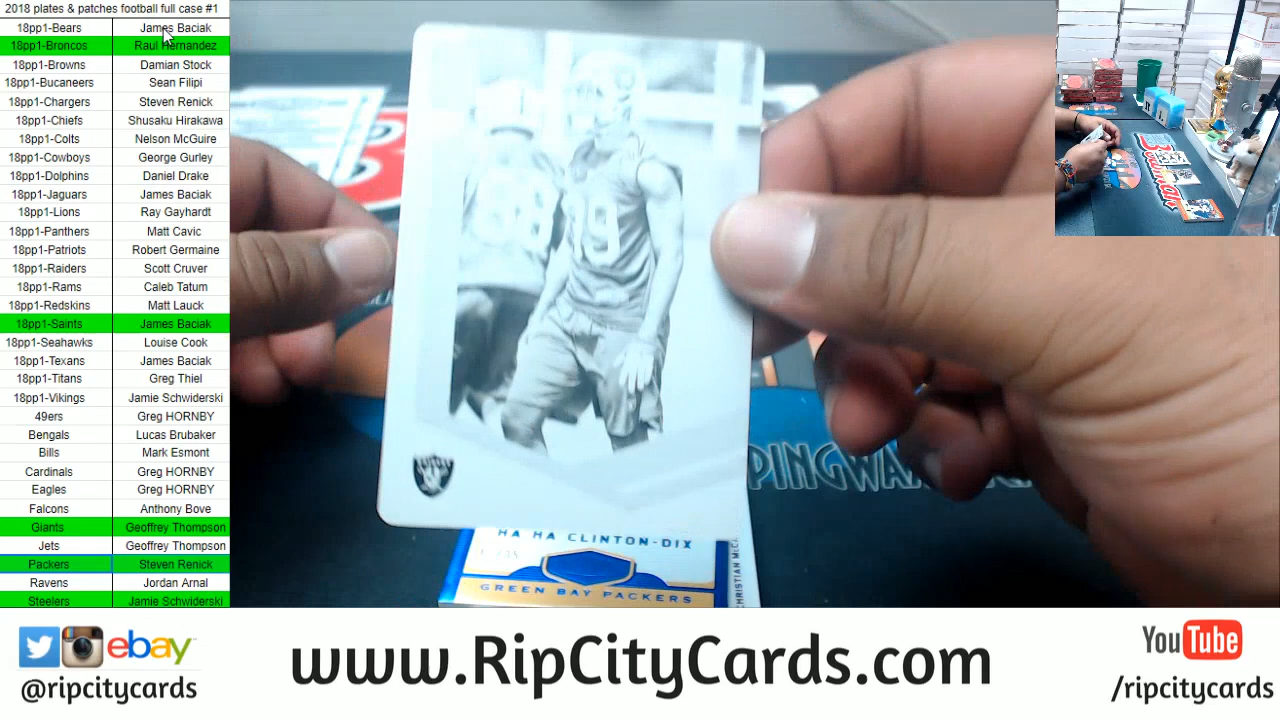 2018 plates & patches football full case #1
18pp1-Bears James Baciak
18pp1-Broncos Raul Hernandez
18pp1-Browns Damian Stock
18pp1-Bucaneers Sean Filipi
18pp1-Chargers Steven Renick
18pp1-Chiefs Shusaku Hirakawa
18pp1-Colts Nelson McGuire
18pp1-Cowboys George Gurley
18pp1-Dolphins Daniel Drake
18pp1-Jaguars James Baciak
18pp1-Lions Ray Gayhardt
18pp1-Panthers Matt Cavic
18pp1-Patriots Robert Germaine
18pp1-Raiders Scott Cruver
18pp1-Rams Caleb Tatum
18pp1-Redskins Matt Lauck
18pp1-Saints James Baciak
18pp1-Seahawks Louise Cook
18pp1-Texans James Baciak
18pp1-Titans Greg Thiel
18pp1-Vikings Jamie Schwiderski
49ers Greg HORNBY
Bengals Lucas Brubaker
Bills Mark Esmont
Cardinals Greg HORNBY
Eagles Greg HORNBY
Falcons Anthony Bove
Giants Geoffrey Thompson
Jets Geoffrey Thompson
Packers Steven Renick
Ravens Jordan Arnal
Steelers Jamie Schwiderski
19
HA HA CLINTON-DIX
GREEN BAY PACKERS
CHRISTIAN
PINGWA
Bowman
ebay
@ripcitycards
www.RipCityCards.com
YouTube
/ripcitycards